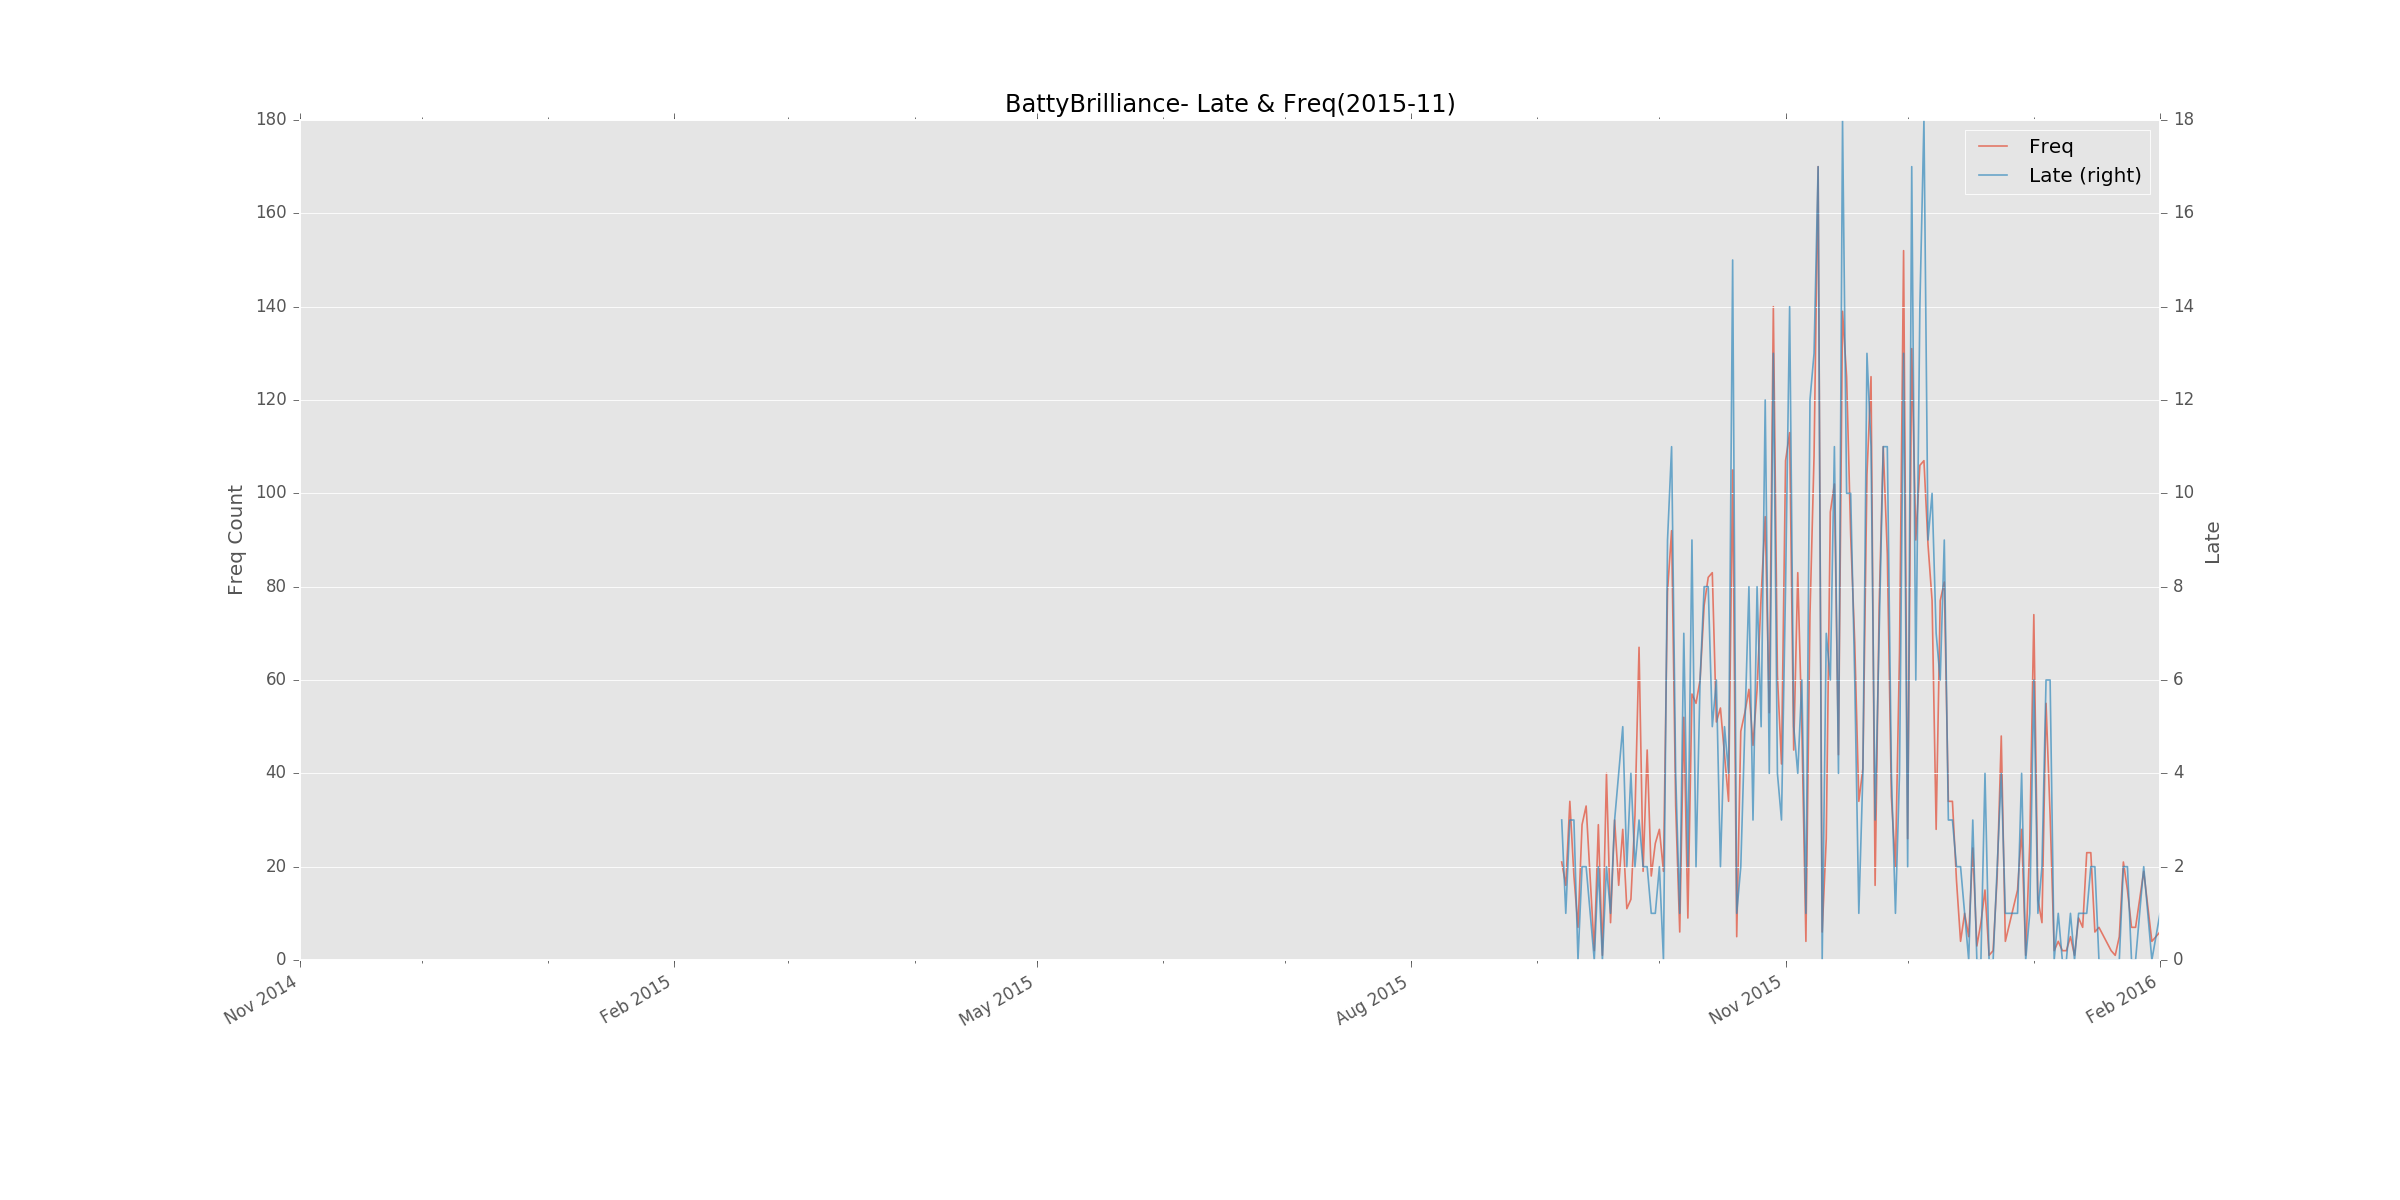 BattyBrilliance- Late & Freq(2015-11)
180
160
140
120
100
80
60
40
20
0
Freq Count
18
16
14
12
10
8
6
4
2
0
Late
Freq
Late (right)
Nov 2014
Feb 2015
May 2015
Aug 2015
Nov 2015
Feb 2016